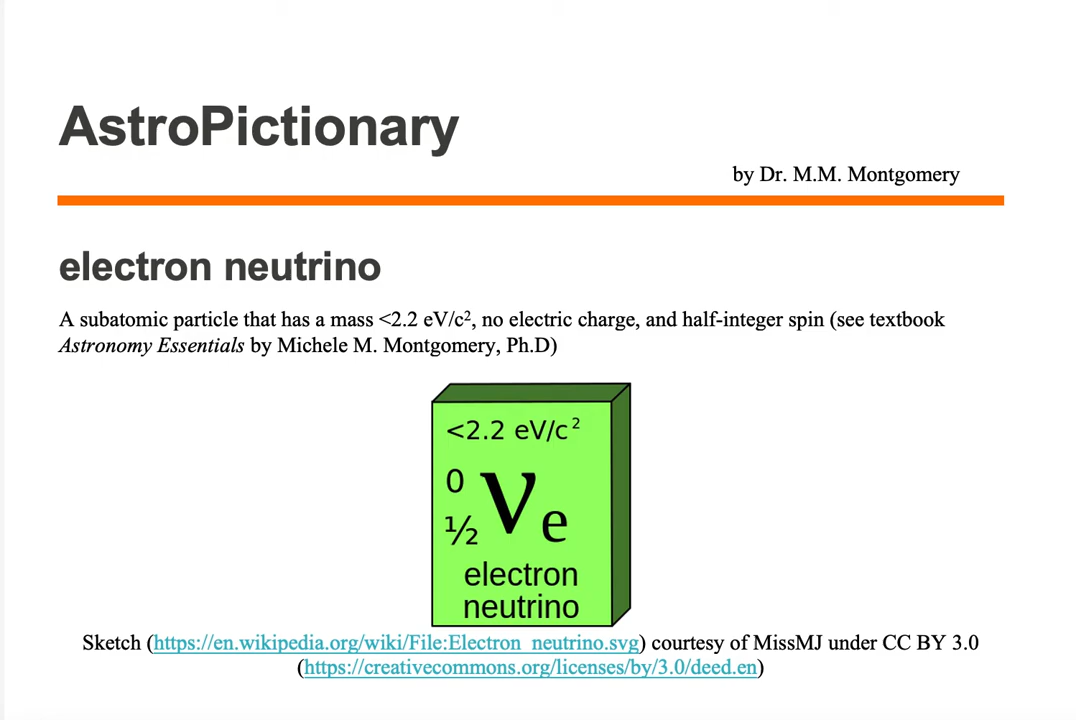 AstroPictionary
by Dr. M.M. Montgomery
electron neutrino
A subatomic particle that has a mass <2.2 eV/c², no electric charge, and half-integer spin (see textbook
Astronomy Essentials by Michele M. Montgomery, Ph.D)
<2.2 eV/c²
0
½
νe
electron
neutrino
Sketch (https://en.wikipedia.org/wiki/File:Electron_neutrino.svg) courtesy of MissMJ under CC BY 3.0
(https://creativecommons.org/licenses/by/3.0/deed.en)